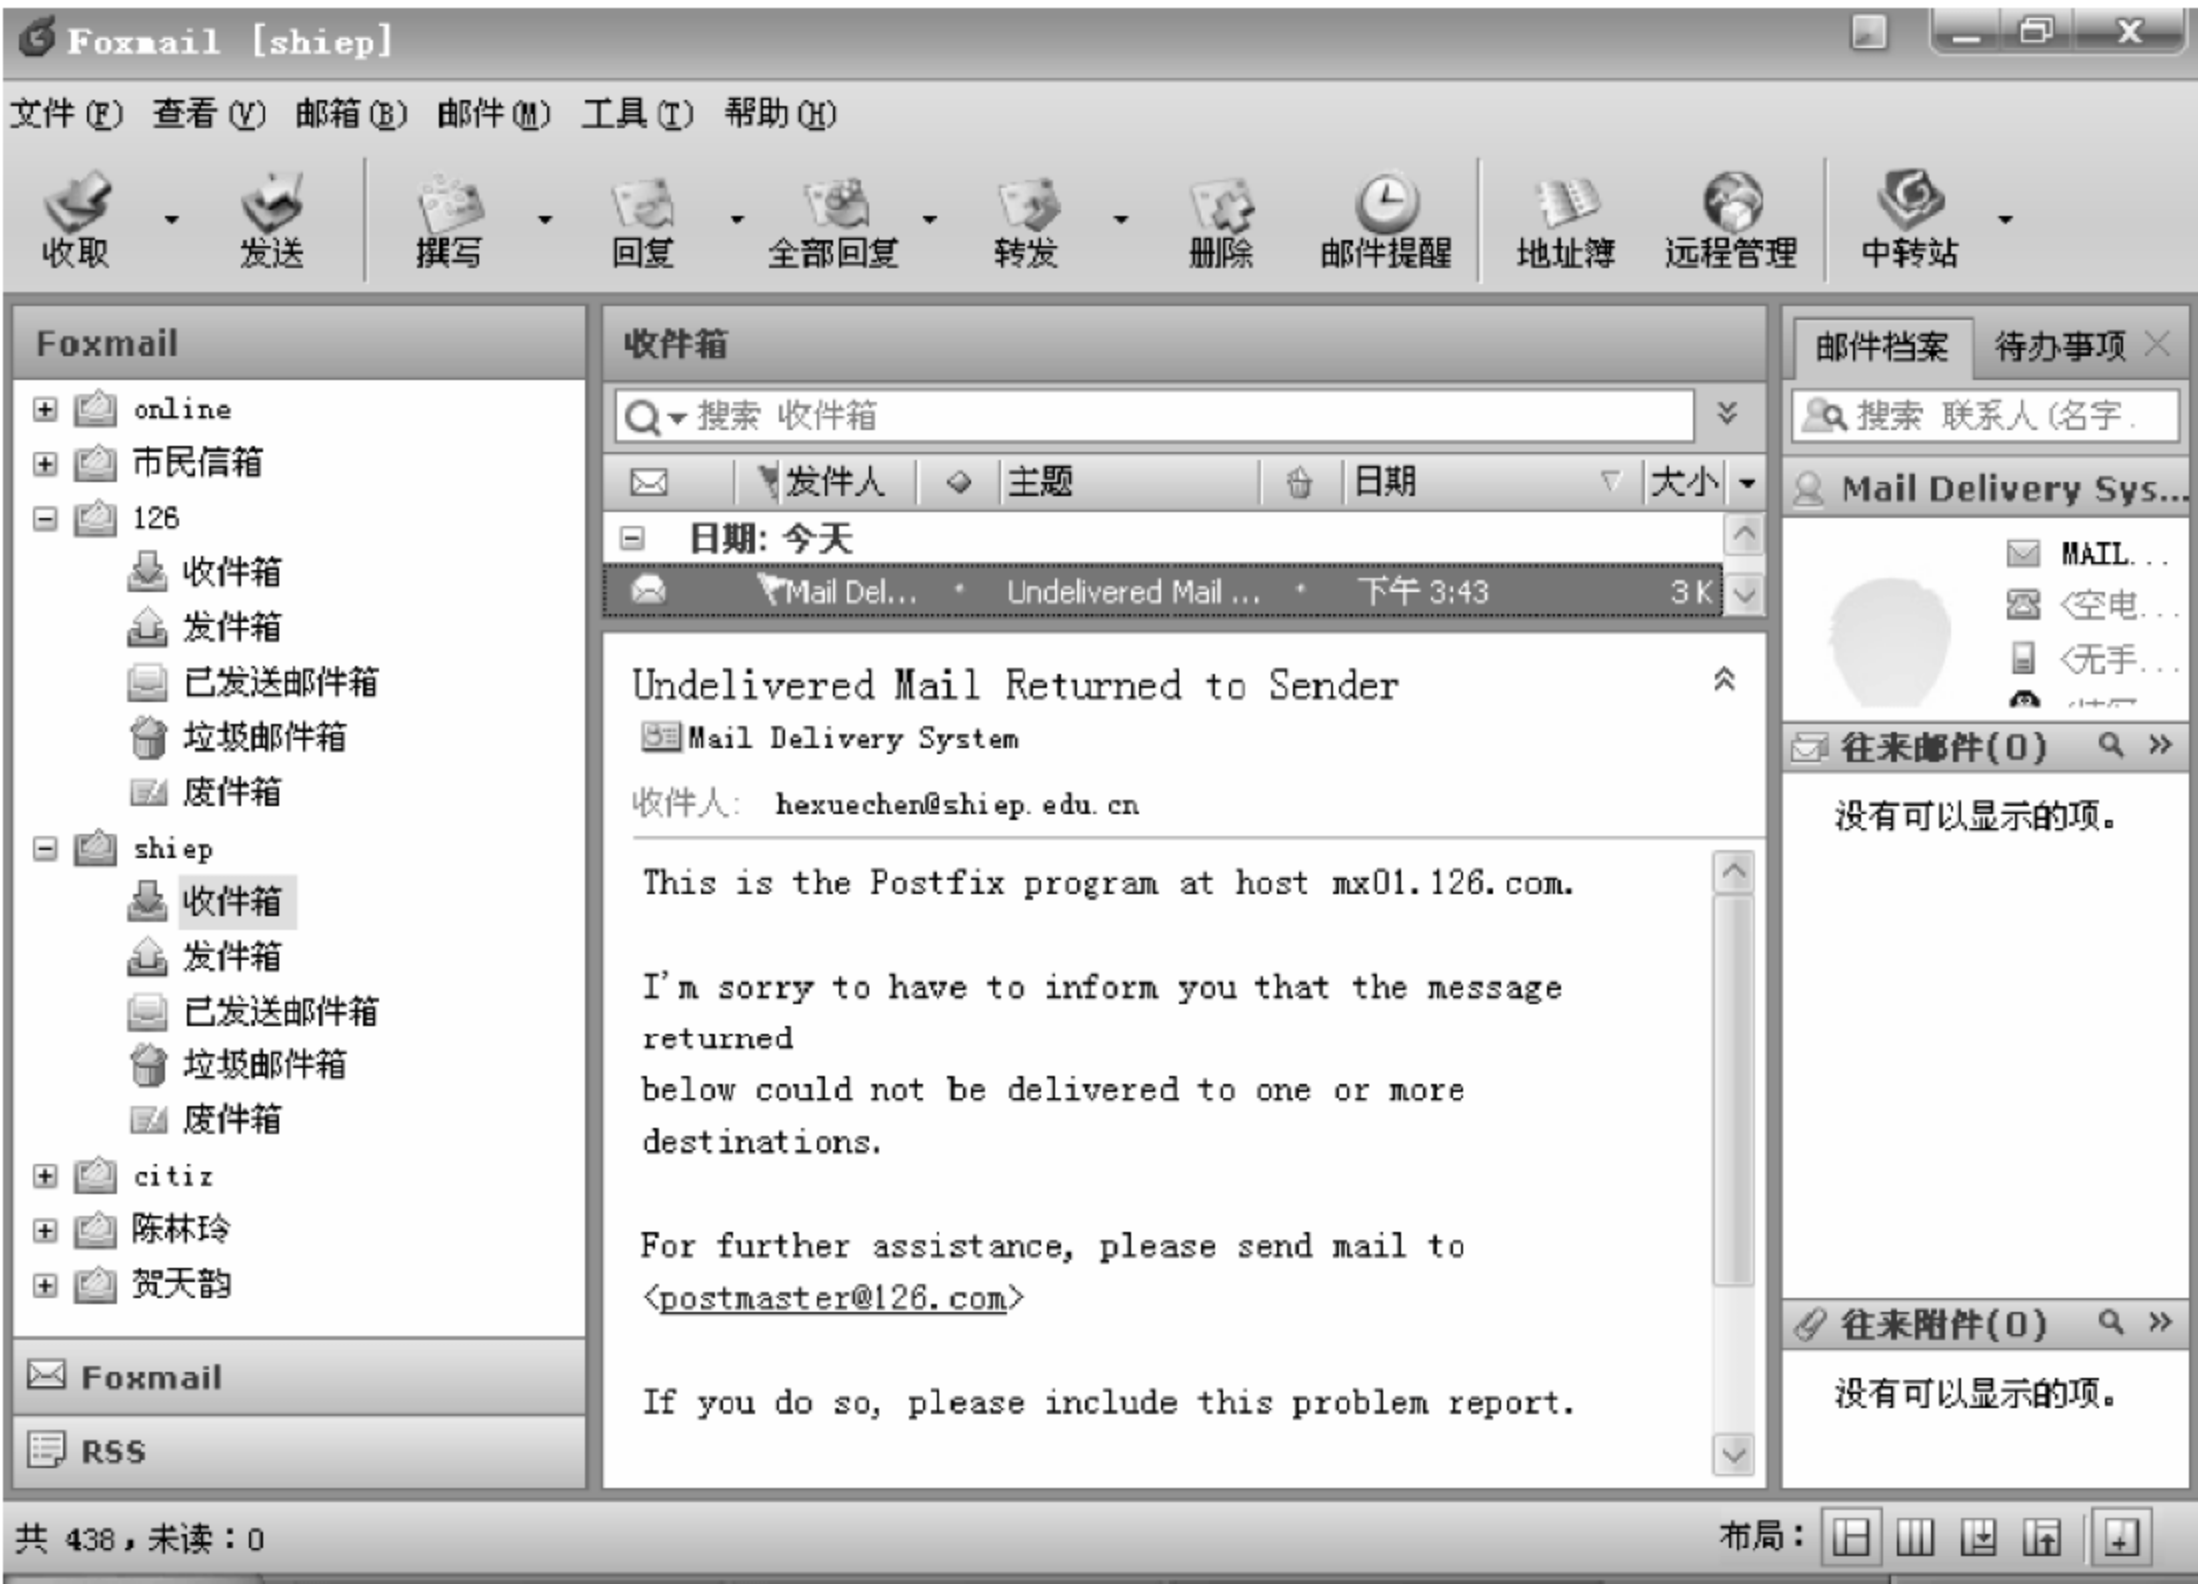 Foxmail [shiep]
文件(F) 查看(V) 邮箱(B) 邮件(M) 工具(T) 帮助(H)
收取 发送 撰写 回复 全部回复 转发 删除 邮件提醒 地址簿 远程管理 中转站
Foxmail
online
市民信箱
126
收件箱
发件箱
已发送邮件箱
垃圾邮件箱
废件箱
shiep
收件箱
发件箱
已发送邮件箱
垃圾邮件箱
废件箱
citiz
陈林玲
贺天韵
Foxmail
RSS
收件箱
搜索 收件箱
发件人 主题 日期 大小
日期: 今天
Mail Del... Undelivered Mail ... 下午 3:43 3 K
Undelivered Mail Returned to Sender
Mail Delivery System
收件人: hexuechen@shiep.edu.cn
This is the Postfix program at host mx01.126.com.
I'm sorry to have to inform you that the message
returned
below could not be delivered to one or more
destinations.
For further assistance, please send mail to
<postmaster@126.com>
If you do so, please include this problem report.
邮件档案 待办事项
搜索 联系人(名字.
Mail Delivery Sys...
MAIL...
<空电...
<无手...
往来邮件(0)
没有可以显示的项。
往来附件(0)
没有可以显示的项。
共 438,未读:0
布局: